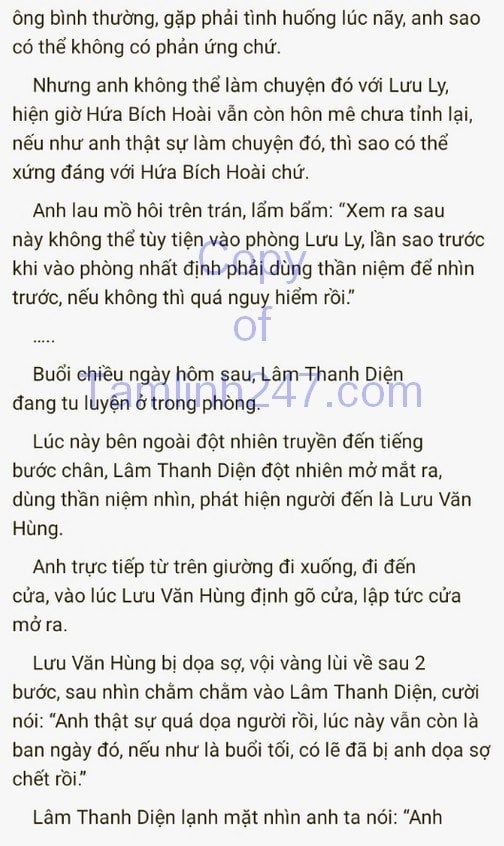 ông bình thường, gặp phải tình huống lúc nãy, anh sao
có thể không có phản ứng chứ.
Nhưng anh không thể làm chuyện đó với Lưu Ly,
hiện giờ Hứa Bích Hoài vẫn còn hôn mê chưa tỉnh lại,
nếu như anh thật sự làm chuyện đó, thì sao có thể
xứng đáng với Hứa Bích Hoài chứ.
Anh lau mồ hôi trên trán, lẩm bẩm: “Xem ra sau
này không thể tùy tiện vào phòng Lưu Ly, lần sao trước
khi vào phòng nhất định phải dùng thần niệm để nhìn
trước, nếu không thì quá nguy hiểm rồi.”
Copy
of
Tamlinh247.com
.....
Buổi chiều ngày hôm sau, Lâm Thanh Diện
đang tu luyện ở trong phòng.
Lúc này bên ngoài đột nhiên truyền đến tiếng
bước chân, Lâm Thanh Diện đột nhiên mở mắt ra,
dùng thần niệm nhìn, phát hiện người đến là Lưu Văn
Hùng.
Anh trực tiếp từ trên giường đi xuống, đi đến
cửa, vào lúc Lưu Văn Hùng định gõ cửa, lập tức cửa
mở ra.
Lưu Văn Hùng bị dọa sợ, vội vàng lùi về sau 2
bước, sau nhìn chằm chằm vào Lâm Thanh Diện, cười
nói: “Anh thật sự quá dọa người rồi, lúc này vẫn còn là
ban ngày đó, nếu như là buổi tối, có lẽ đã bị anh dọa sợ
chết rồi.”
Lâm Thanh Diện lạnh mặt nhìn anh ta nói: “Anh